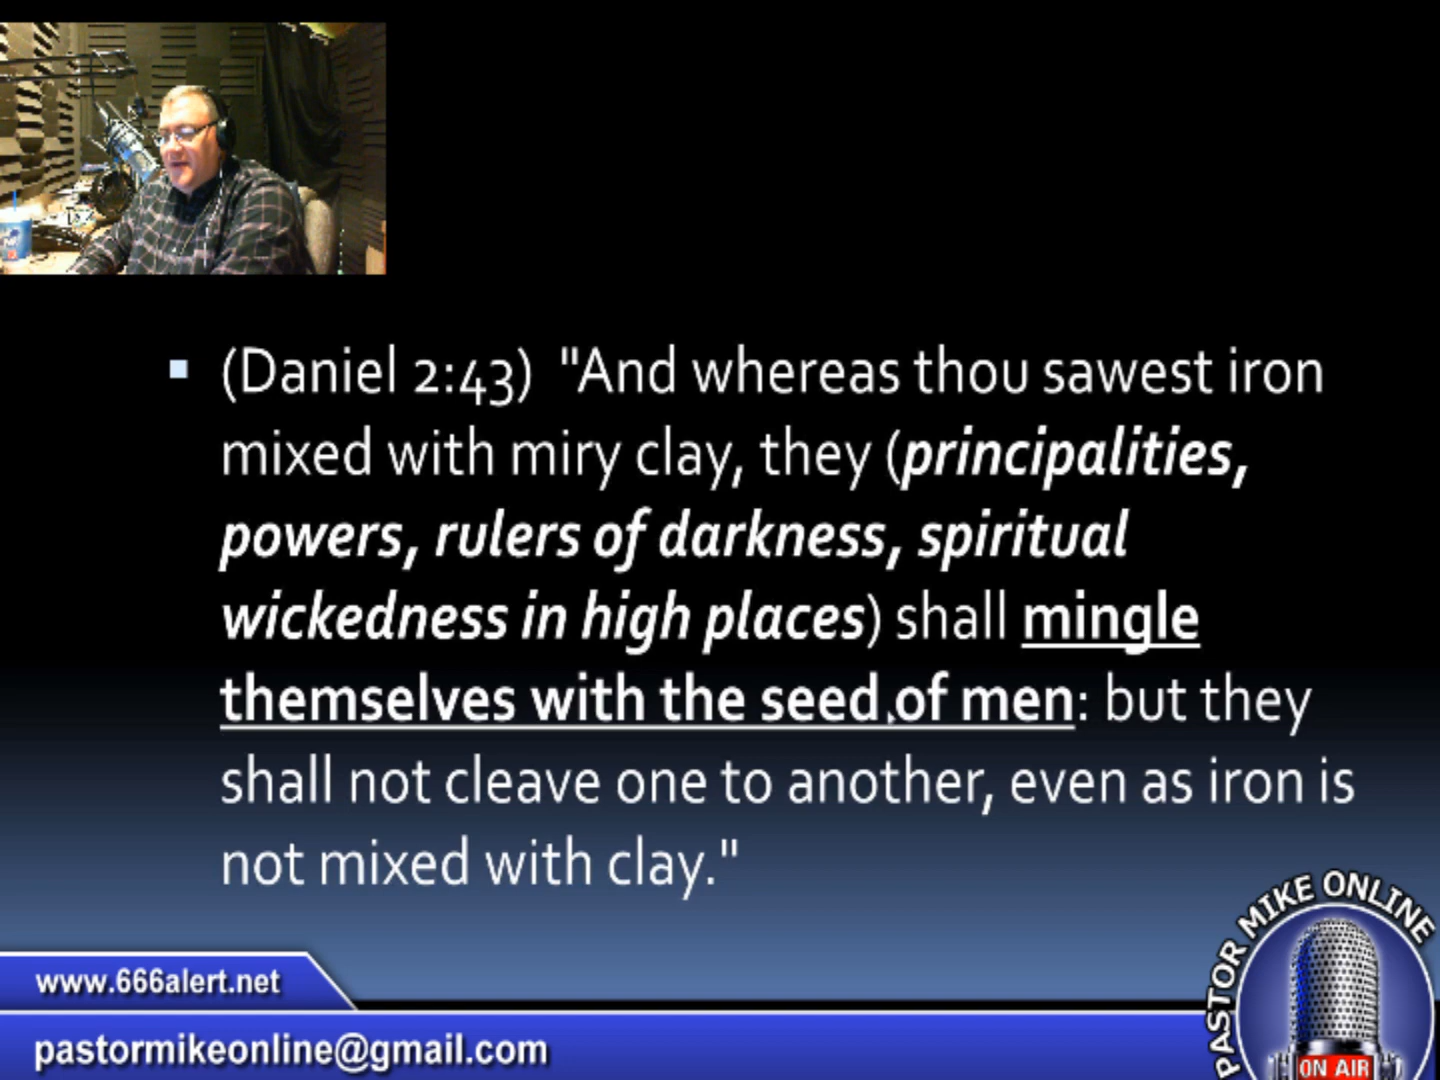 (Daniel 2:43) "And whereas thou sawest iron
mixed with miry clay, they (principalities,
powers, rulers of darkness, spiritual
wickedness in high places) shall mingle
themselves with the seed of men: but they
shall not cleave one to another, even as iron is
not mixed with clay."
PASTOR MIKE ONLINE
www.666alert.net
pastormikeonline@gmail.com
ON AIR